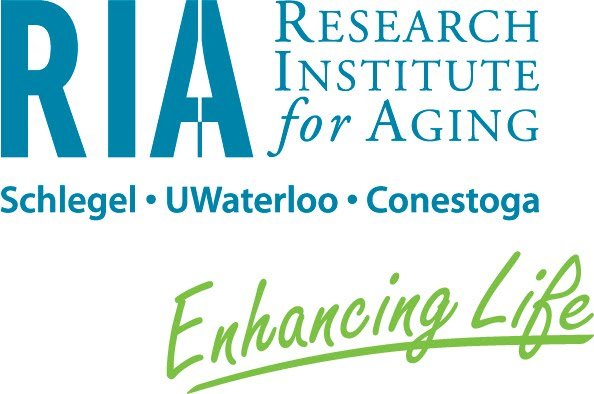 RIA
RESEARCH
INSTITUTE
for AGING
Schlegel • UWaterloo • Conestoga
Enhancing Life